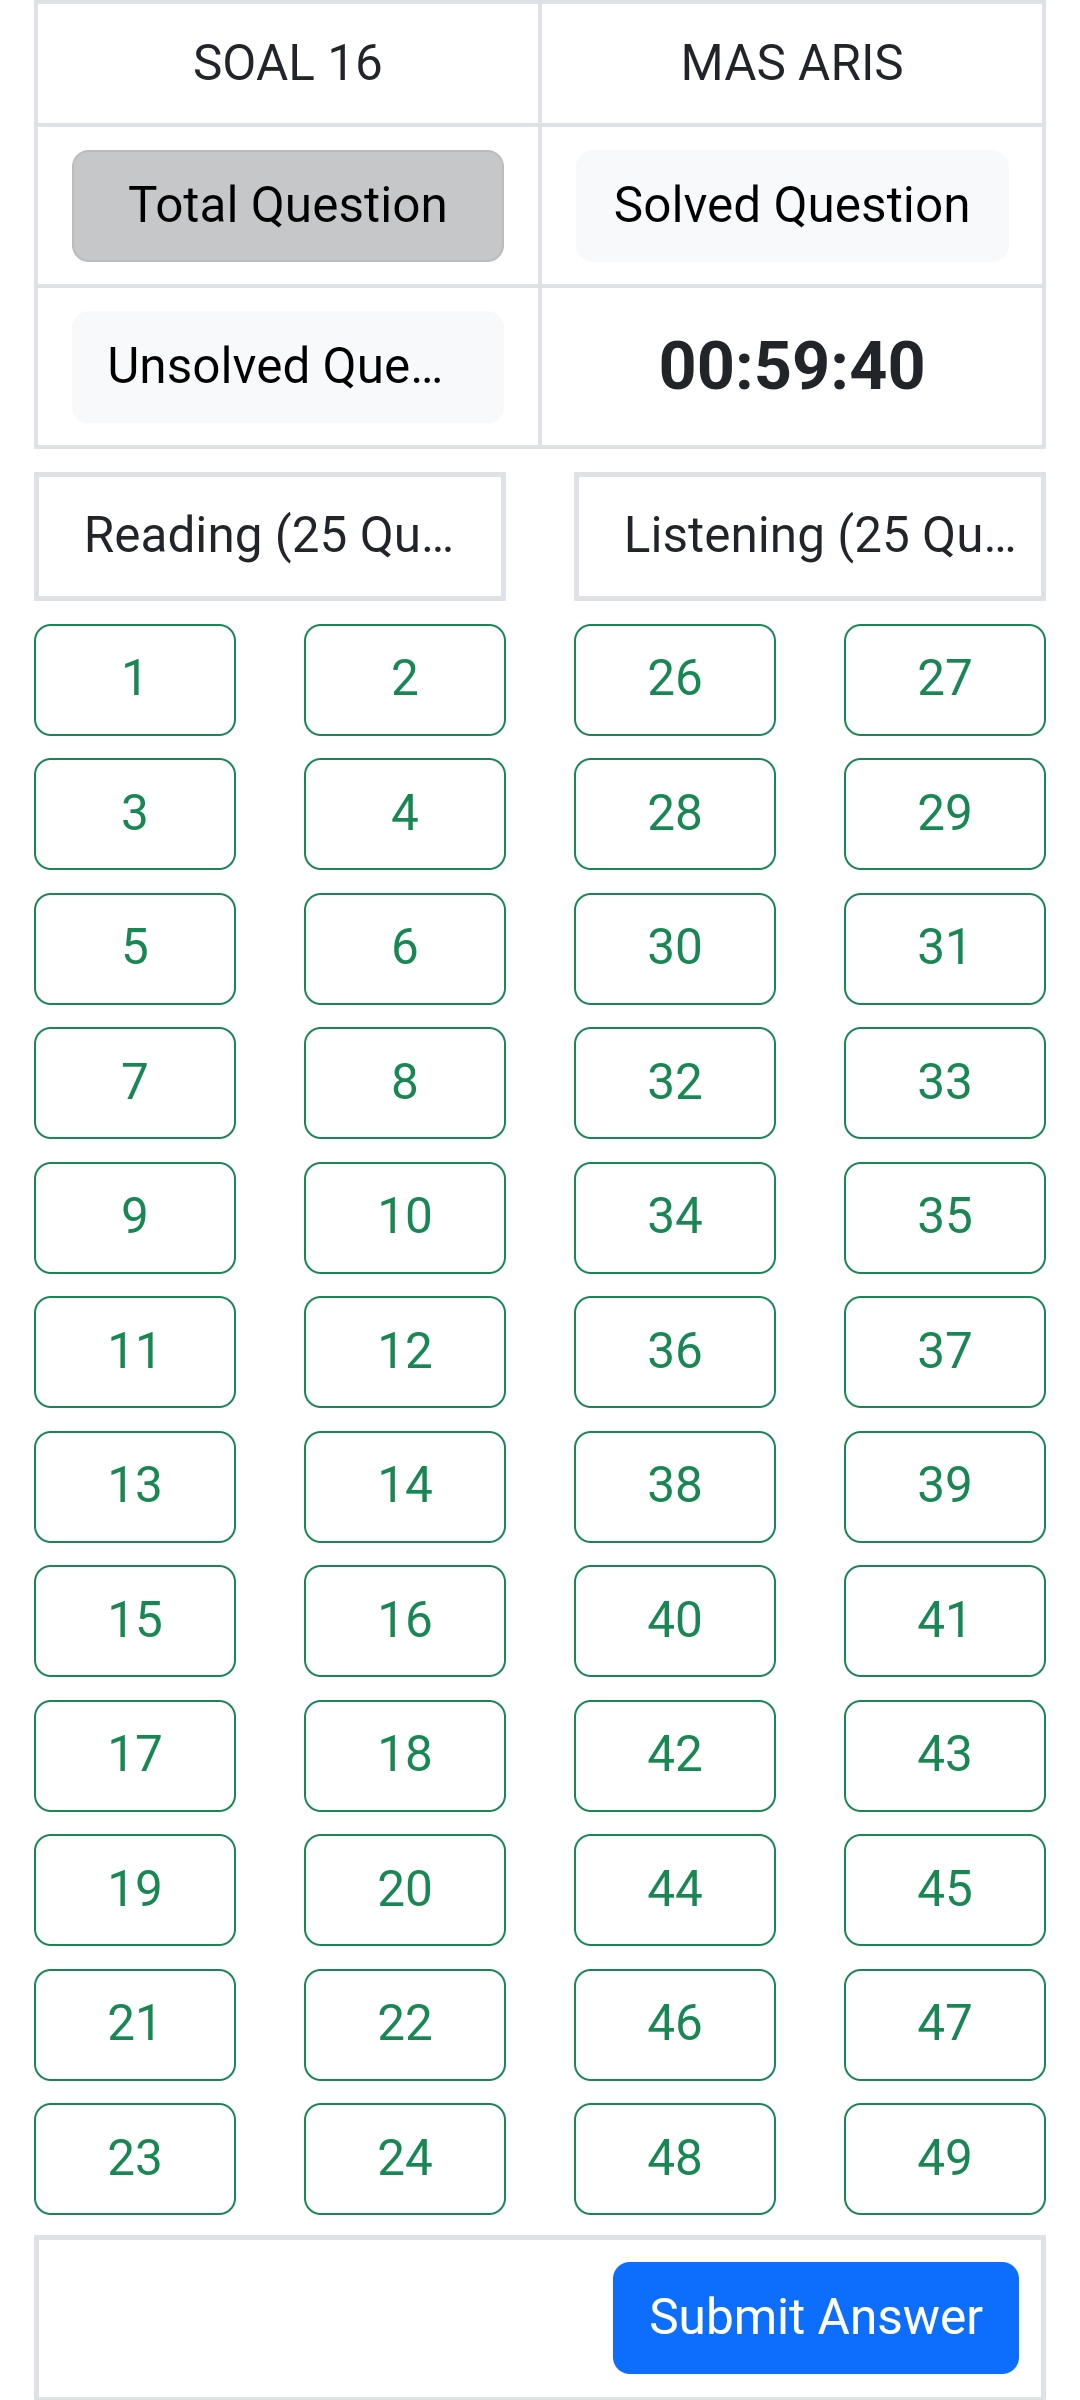 SOAL 16 MAS ARIS
Total Question Solved Question
Unsolved Que... 00:59:40
Reading (25 Qu... Listening (25 Qu...
1 2 26 27
3 4 28 29
5 6 30 31
7 8 32 33
9 10 34 35
11 12 36 37
13 14 38 39
15 16 40 41
17 18 42 43
19 20 44 45
21 22 46 47
23 24 48 49
Submit Answer